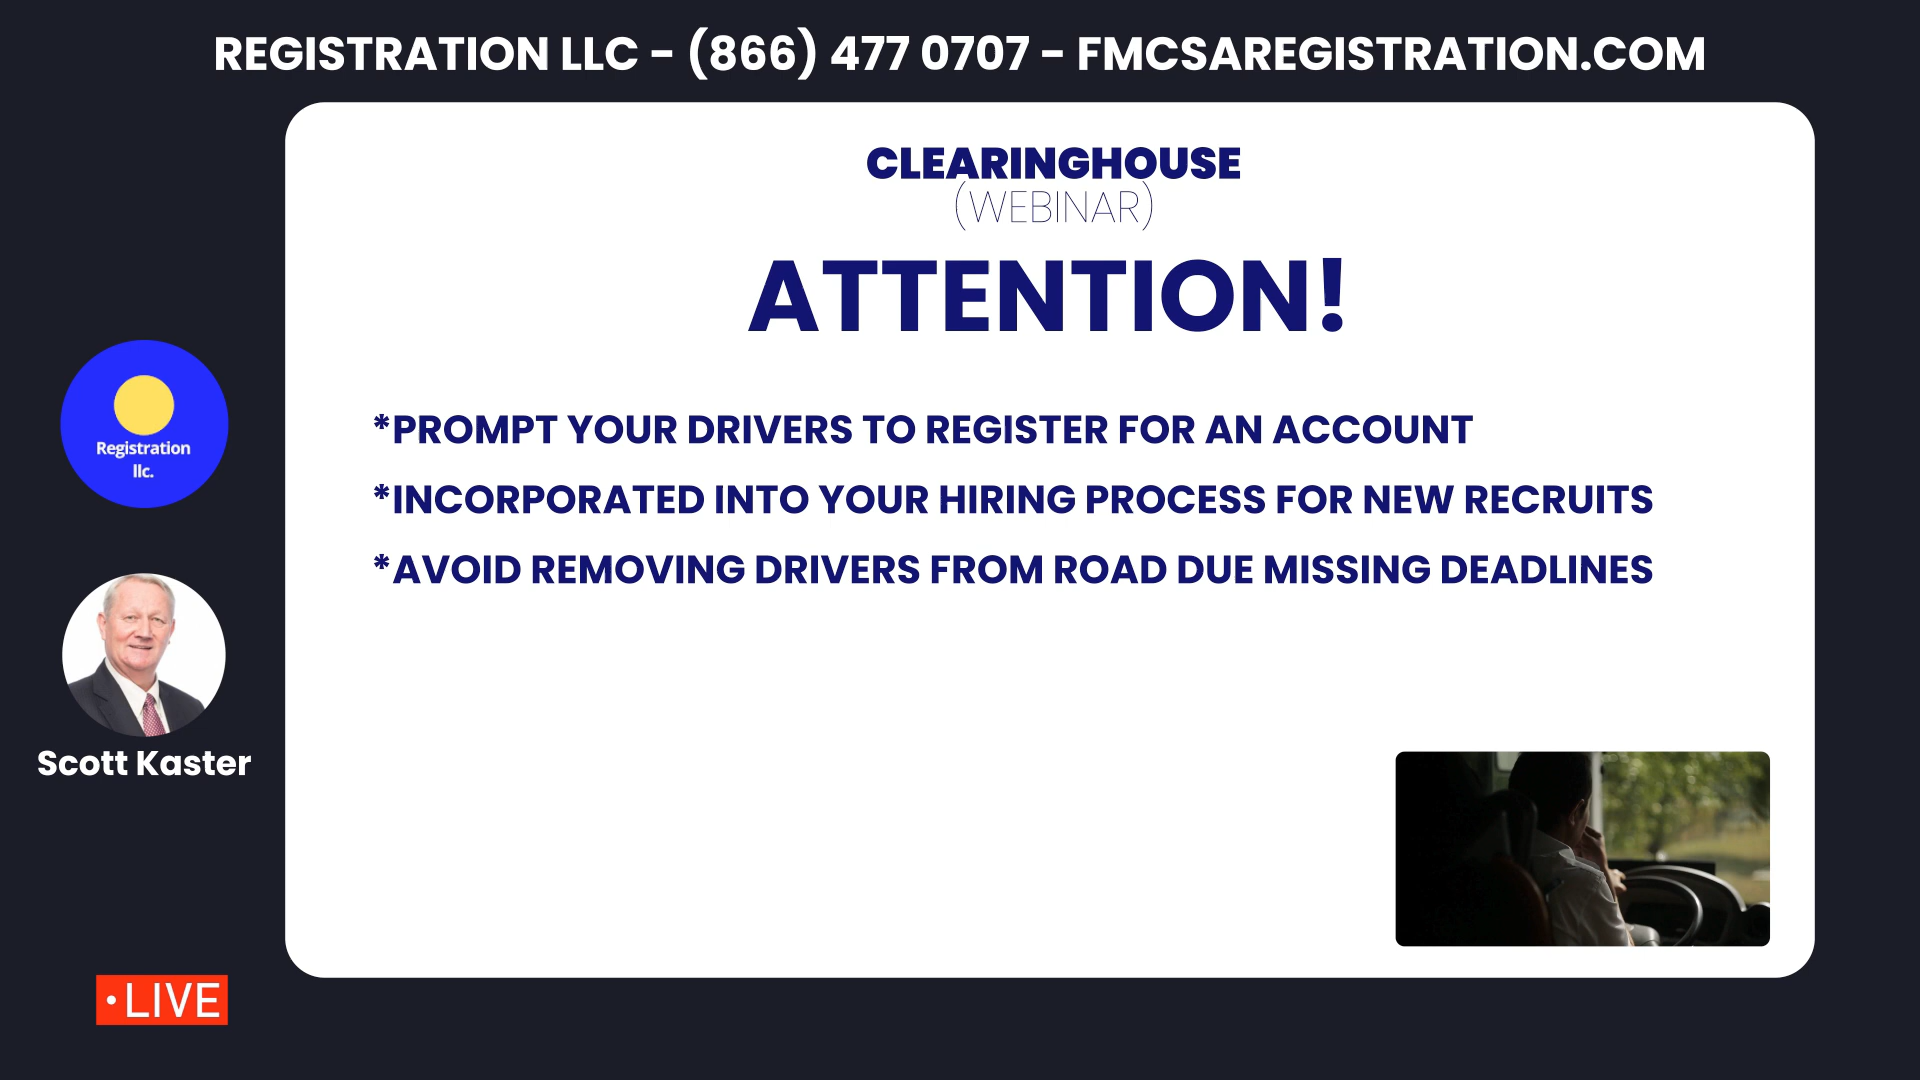 REGISTRATION LLC - (866) 477 0707 - FMCSAREGISTRATION.COM
CLEARINGHOUSE
(WEBINAR)
ATTENTION!
*PROMPT YOUR DRIVERS TO REGISTER FOR AN ACCOUNT
*INCORPORATED INTO YOUR HIRING PROCESS FOR NEW RECRUITS
*AVOID REMOVING DRIVERS FROM ROAD DUE MISSING DEADLINES
Registration
llc.
Scott Kaster
• LIVE